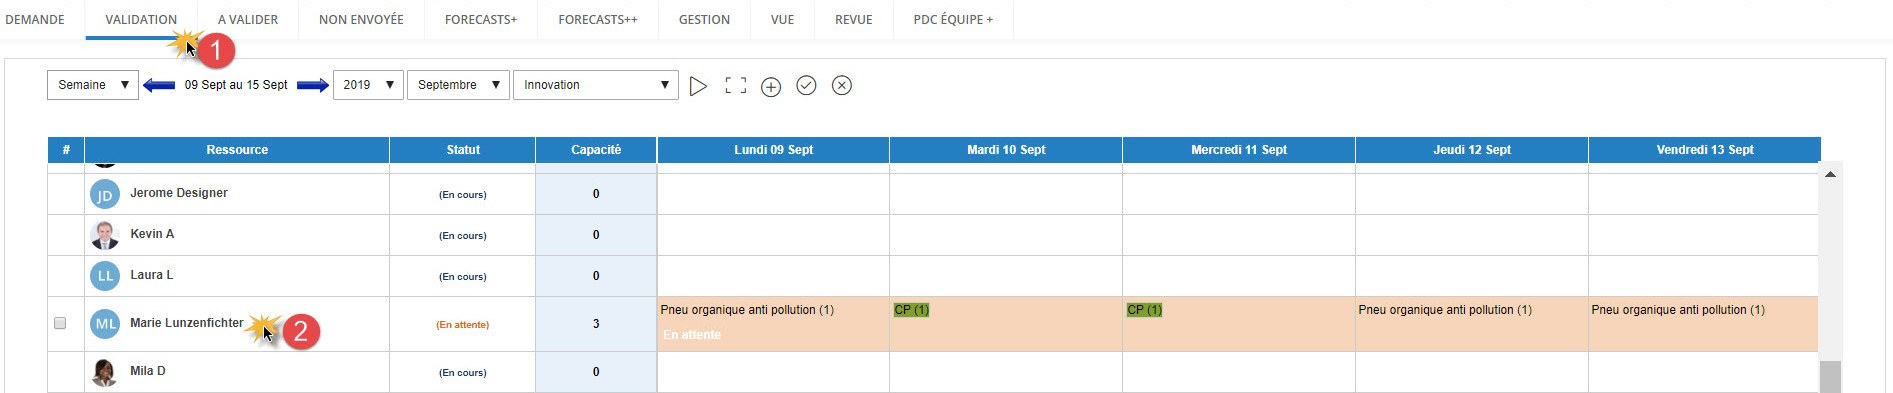 DEMANDE VALIDATION A VALIDER NON ENVOYÉE FORECASTS+ FORECASTS++ GESTION VUE REVUE PDC ÉQUIPE +
1
Semaine 09 Sept au 15 Sept 2019 Septembre Innovation
# Ressource Statut Capacité Lundi 09 Sept Mardi 10 Sept Mercredi 11 Sept Jeudi 12 Sept Vendredi 13 Sept
JD Jerome Designer (En cours) 0
Kevin A (En cours) 0
LL Laura L (En cours) 0
ML Marie Lunzenfichter 2 (En attente) 3 Pneu organique anti pollution (1) CP (1) CP (1) Pneu organique anti pollution (1) Pneu organique anti pollution (1)
En attente
Mila D (En cours) 0